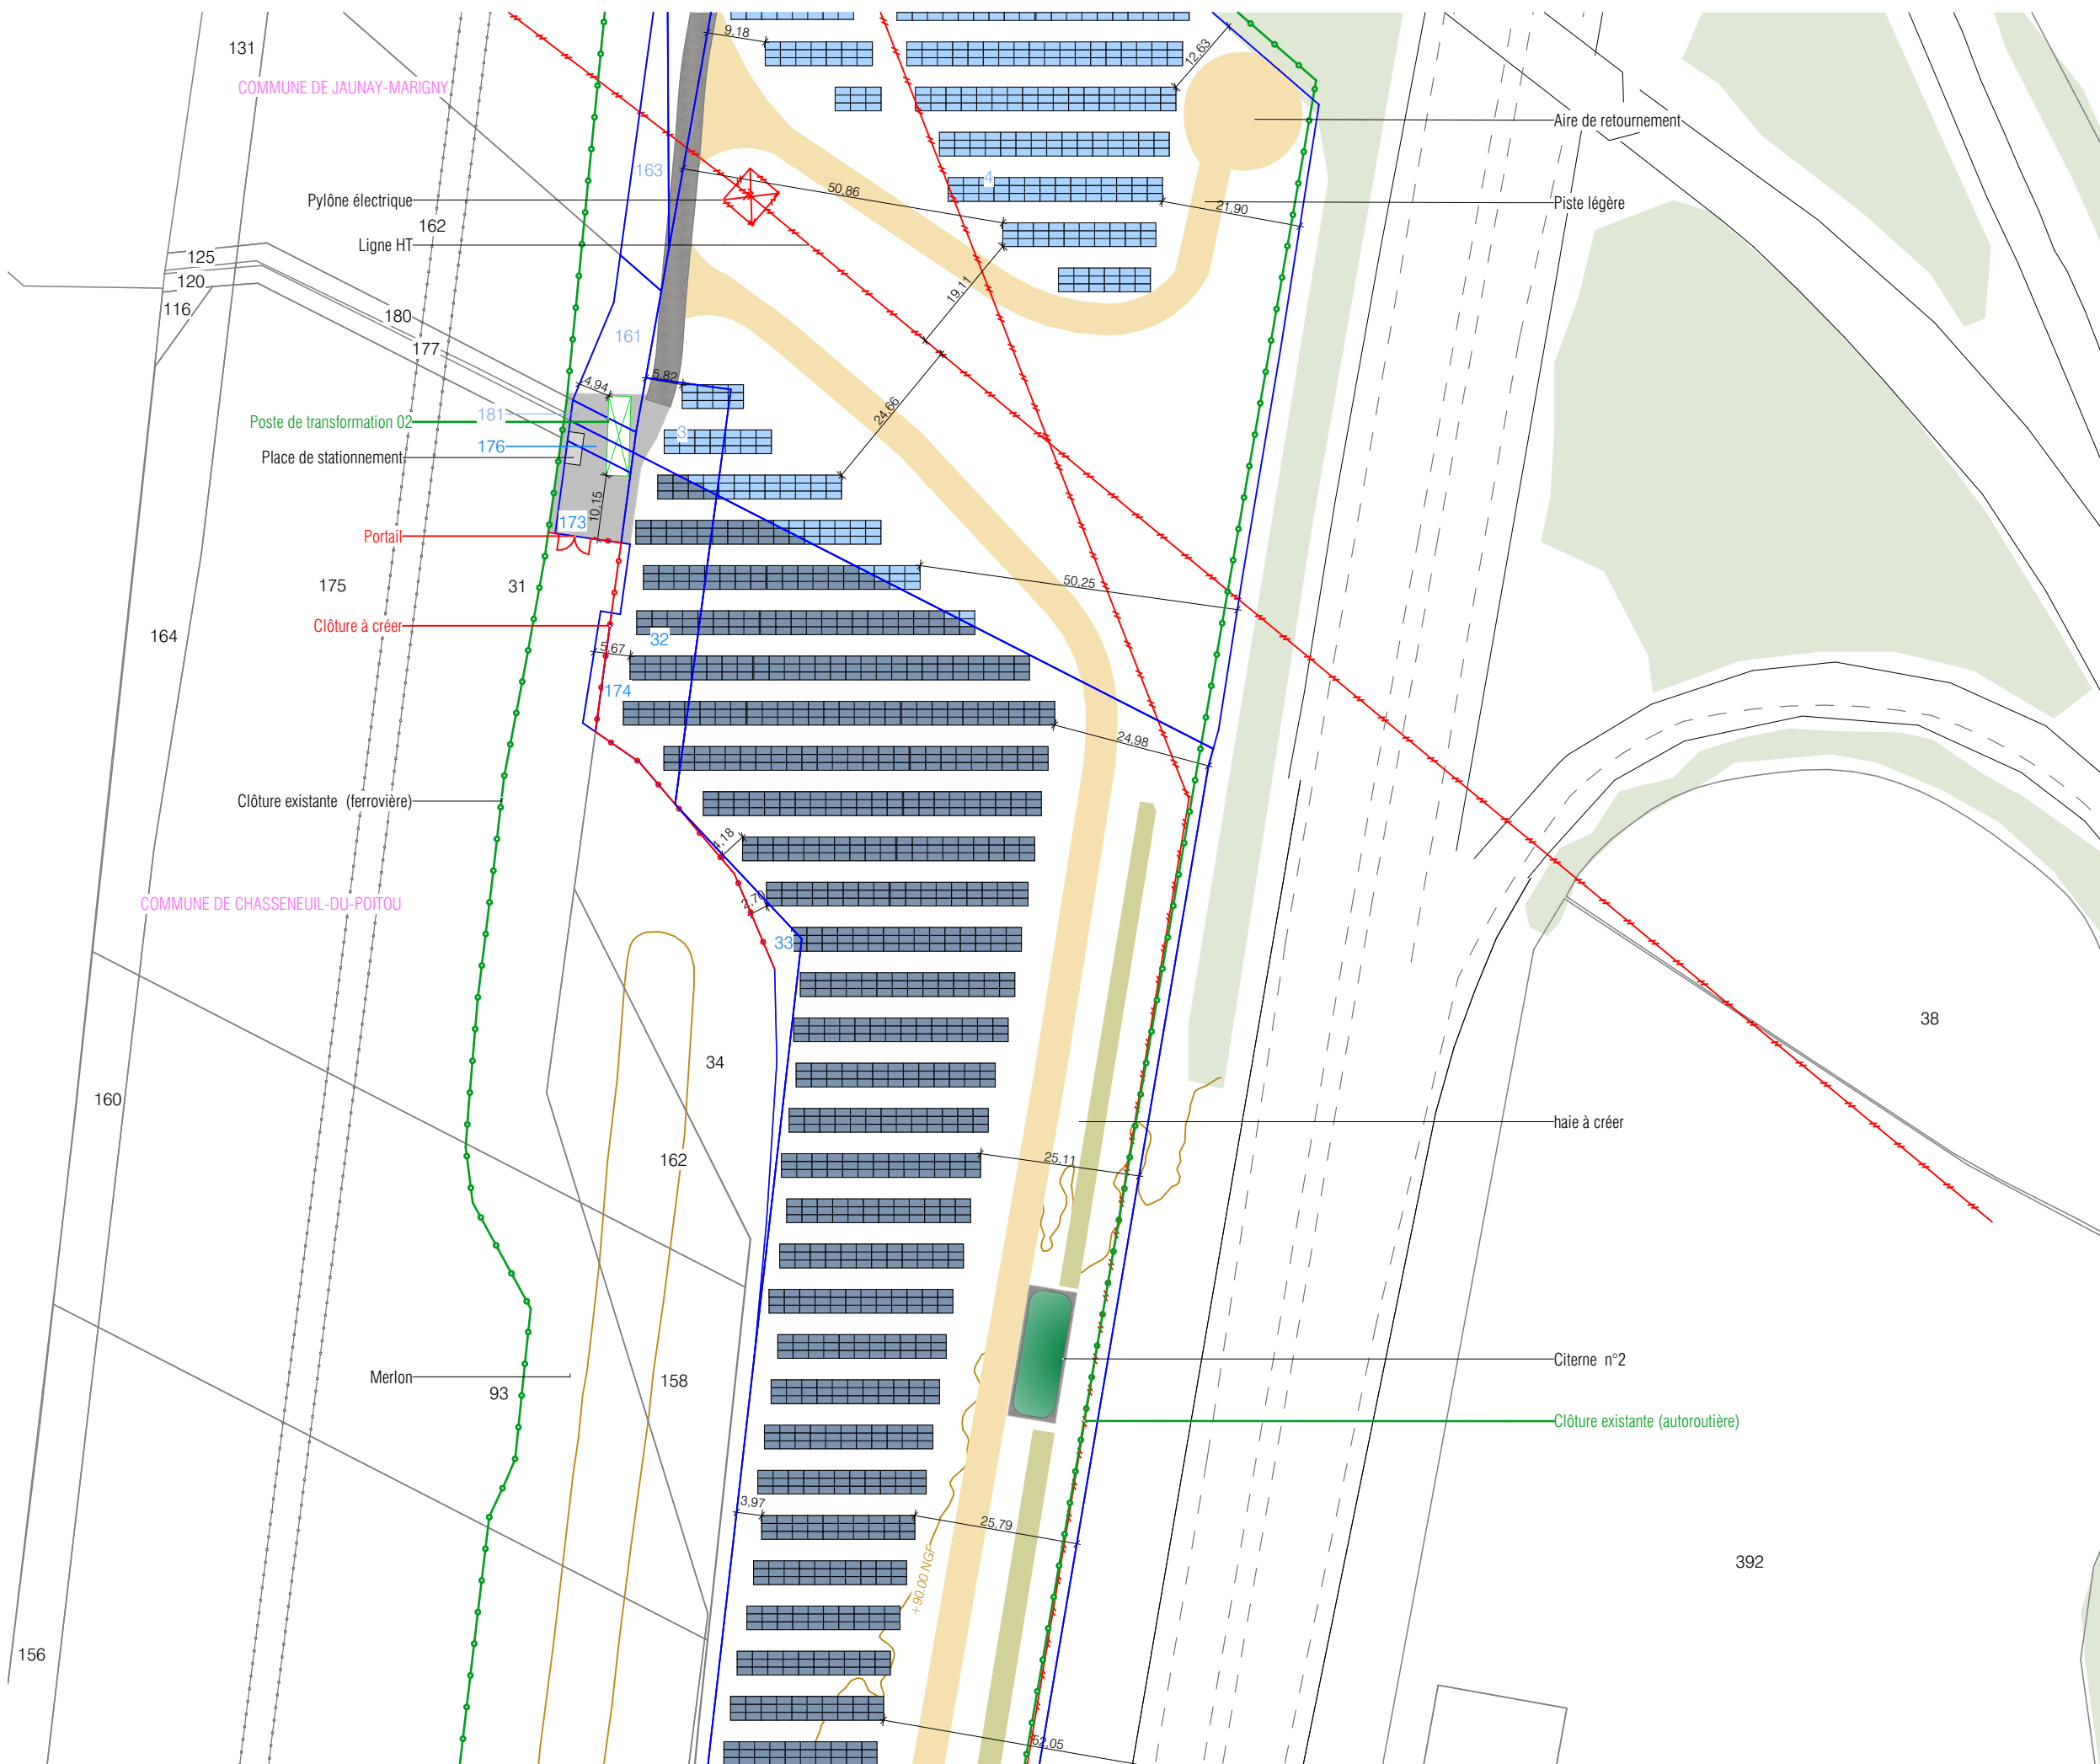 9,18
131
12,63
COMMUNE DE JAUNAY-MARIGNY
Aire de retournement
163
4
50,86
Pylône électrique
21,90
Piste légère
162
Ligne HT
125
120
19,11
116
180
161
177
5,82
4,94
24,66
181
Poste de transformation 02
3
176
Place de stationnement
10,15
173
Portail
50,25
175
31
Clôture à créer
164
32
5,67
174
24,98
Clôture existante (ferrovière)
4,18
2,70
COMMUNE DE CHASSENEUIL-DU-POITOU
33
38
34
160
haie à créer
162
25,11
Citerne n°2
Merlon
158
93
Clôture existante (autoroutière)
3,97
25,79
392
+90.00 NGF
156
62,05